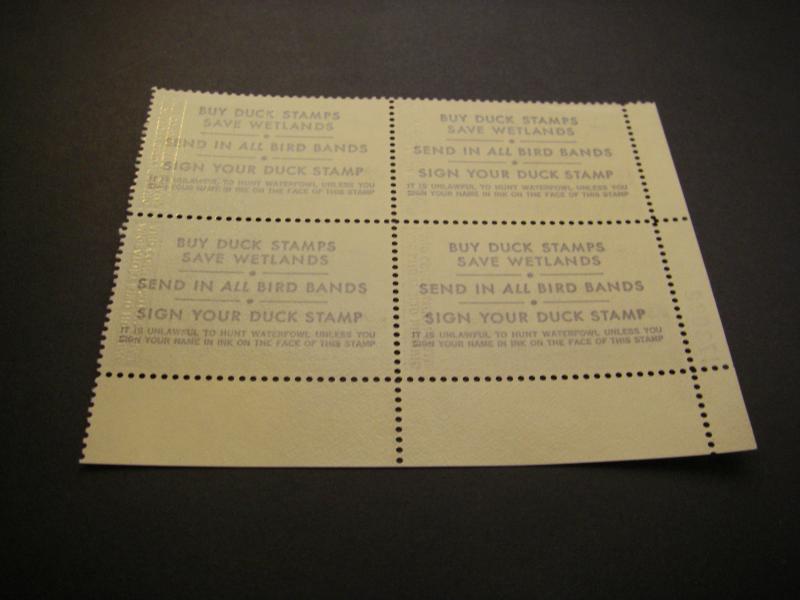 BUY DUCK STAMPS
SAVE WETLANDS
SEND IN ALL BIRD BANDS
SIGN YOUR DUCK STAMP
IT IS UNLAWFUL TO HUNT WATERFOWL UNLESS YOU
SIGN YOUR NAME IN INK ON THE FACE OF THIS STAMP
BUY DUCK STAMPS
SAVE WETLANDS
SEND IN ALL BIRD BANDS
SIGN YOUR DUCK STAMP
IT IS UNLAWFUL TO HUNT WATERFOWL UNLESS YOU
SIGN YOUR NAME IN INK ON THE FACE OF THIS STAMP
BUY DUCK STAMPS
SAVE WETLANDS
SEND IN ALL BIRD BANDS
SIGN YOUR DUCK STAMP
IT IS UNLAWFUL TO HUNT WATERFOWL UNLESS YOU
SIGN YOUR NAME IN INK ON THE FACE OF THIS STAMP
BUY DUCK STAMPS
SAVE WETLANDS
SEND IN ALL BIRD BANDS
SIGN YOUR DUCK STAMP
IT IS UNLAWFUL TO HUNT WATERFOWL UNLESS YOU
SIGN YOUR NAME IN INK ON THE FACE OF THIS STAMP